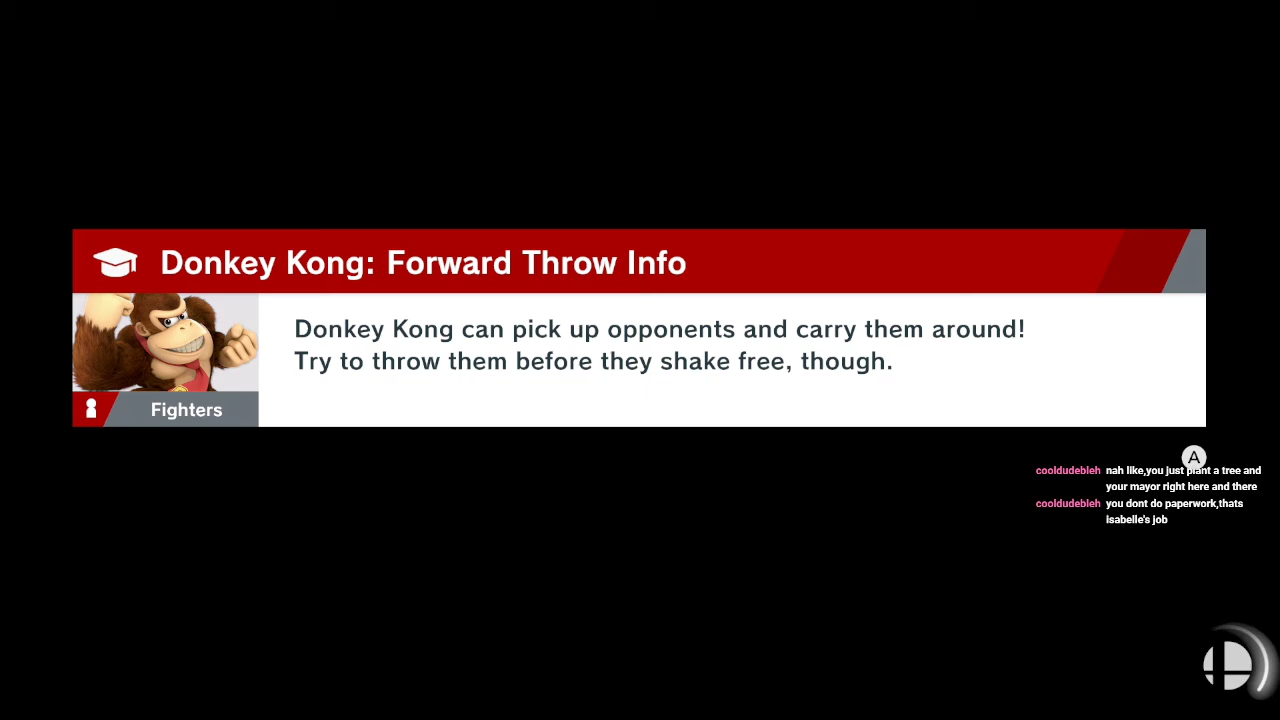 Donkey Kong: Forward Throw Info
Donkey Kong can pick up opponents and carry them around!
Try to throw them before they shake free, though.
Fighters
A
cooldudebleh nah like,you just plant a tree and
your mayor right here and there
cooldudebleh you dont do paperwork,thats
isabelle's job